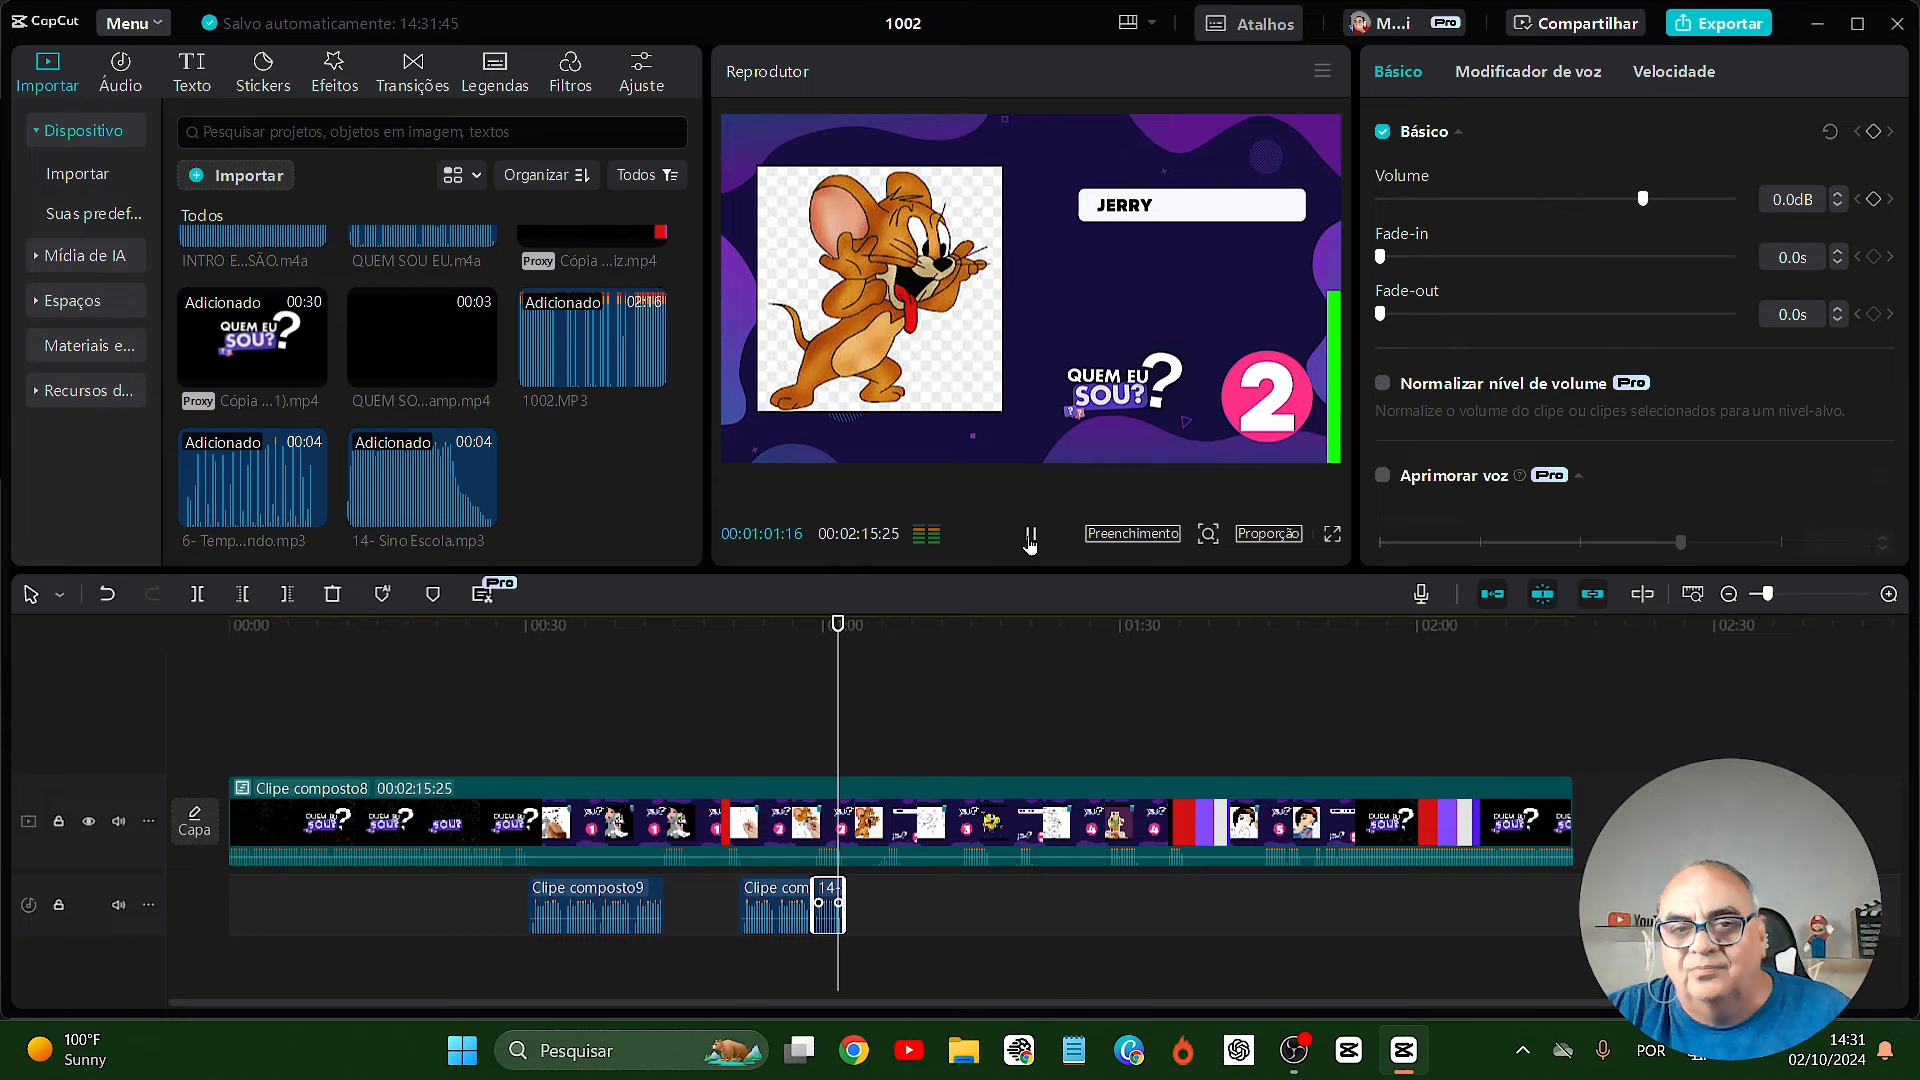 CapCut
Menu
Salvo automaticamente: 14:31:45
1002
Atalhos
M...i
Pro
Compartilhar
Exportar
Importar
Áudio
Texto
Stickers
Efeitos
Transições
Legendas
Filtros
Ajuste
Dispositivo
Importar
Suas predef...
Mídia de IA
Espaços
Materiais e...
Recursos d...
Pesquisar projetos, objetos em imagem, textos
Importar
Organizar
Todos
Todos
INTRO E...SÃO.m4a
QUEM SOU EU.m4a
Proxy
Cópia ...iz.mp4
Adicionado
00:30
QUEM EU SOU?
00:03
Adicionado
02:16
Proxy
Cópia ...1).mp4
QUEM SO...amp.mp4
1002.MP3
Adicionado
00:04
Adicionado
00:04
6- Temp...ndo.mp3
14- Sino Escola.mp3
Reprodutor
JERRY
QUEM EU
SOU?
2
00:01:01:16
00:02:15:25
Preenchimento
Proporção
Básico
Modificador de voz
Velocidade
Básico
Volume
0.0dB
Fade-in
0.0s
Fade-out
0.0s
Normalizar nível de volume
Pro
Normalize o volume do clipe ou clipes selecionados para um nível-alvo.
Aprimorar voz
Pro
Pro
00:00
00:30
01:30
02:00
02:30
Capa
Clipe composto8
00:02:15:25
Clipe composto9
Clipe com
14-
100°F
Sunny
Pesquisar
POR
14:31
02/10/2024